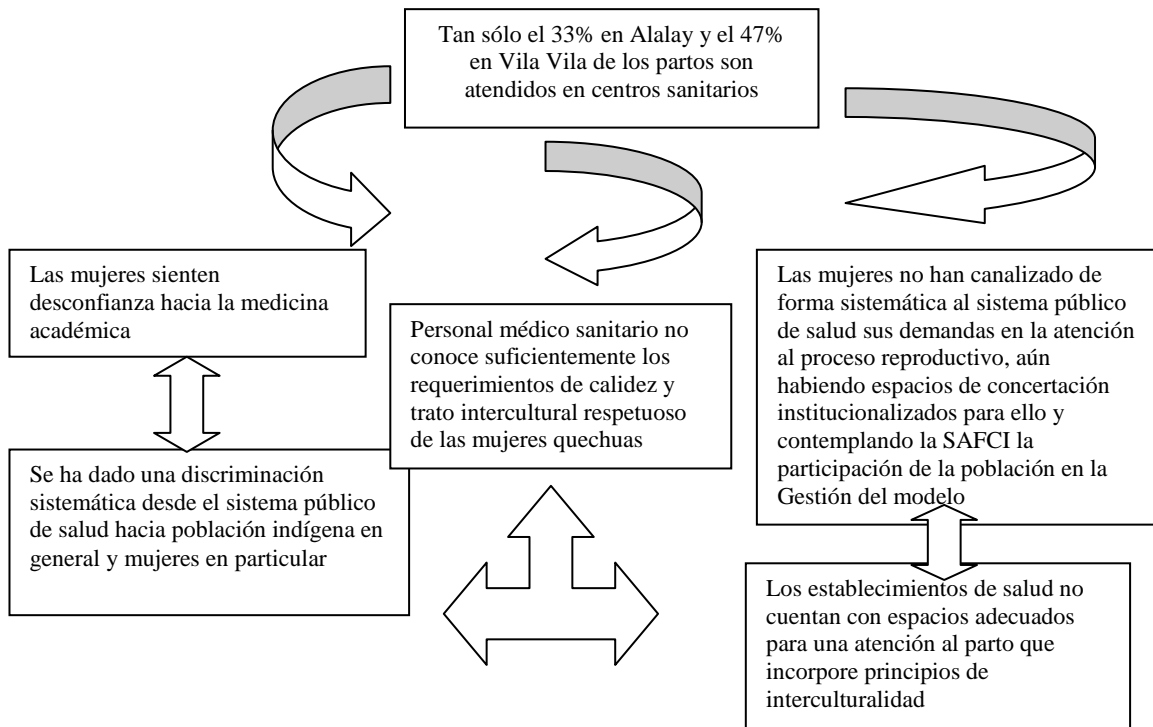 Tan sólo el 33% en Alalay y el 47%
en Vila Vila de los partos son
atendidos en centros sanitarios
Las mujeres sienten
desconfianza hacia la medicina
académica
Personal médico sanitario no
conoce suficientemente los
requerimientos de calidez y
trato intercultural respetuoso
de las mujeres quechuas
Las mujeres no han canalizado de
forma sistemática al sistema público
de salud sus demandas en la atención
al proceso reproductivo, aún
habiendo espacios de concertación
institucionalizados para ello y
contemplando la SAFCI la
participación de la población en la
Gestión del modelo
Se ha dado una discriminación
sistemática desde el sistema público
de salud hacia población indígena en
general y mujeres en particular
Los establecimientos de salud no
cuentan con espacios adecuados
para una atención al parto que
incorpore principios de
interculturalidad